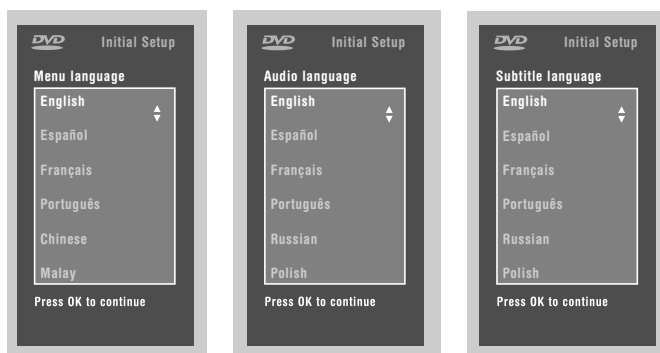 DVD Initial Setup
Menu language
English
Español
Français
Português
Chinese
Malay
Press OK to continue
DVD Initial Setup
Audio language
English
Español
Français
Português
Russian
Polish
Press OK to continue
DVD Initial Setup
Subtitle language
English
Español
Français
Português
Russian
Polish
Press OK to continue